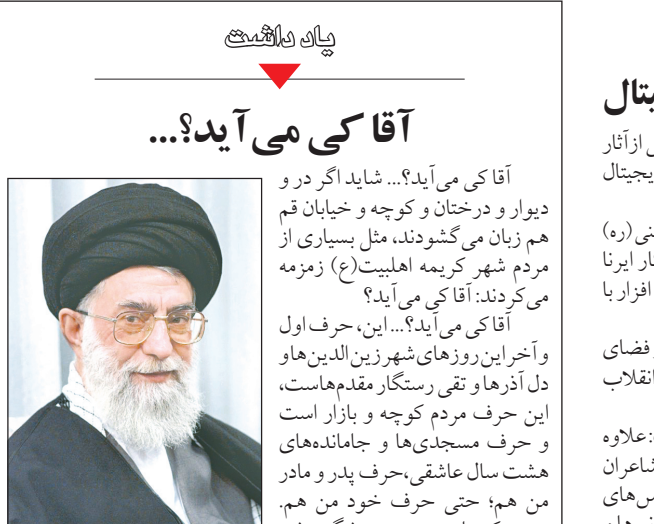 یاد داشت
آقا کی می‌آید؟...
آقا کی می‌آید؟... شاید اگر در و
دیوار و درختان و کوچه و خیابان قم
هم زبان می‌گشودند، مثل بسیاری از
مردم شهر کریمه اهلبیت(ع) زمزمه
می‌کردند: آقا کی می‌آید؟
آقا کی می‌آید؟... این، حرف اول
و آخر این روزهای شهر زین‌الدین‌ها و
دل آذرها و تقی رستگار مقدم‌هاست،
این حرف مردم کوچه و بازار است
و حرف مسجدی‌ها و جامانده‌های
هشت سال عاشقی،حرف پدر و مادر
من هم؛ حتی حرف خود من هم.
از آثار
یجیتال
(ره)
ار ایرنا
افزار با
فضای
انقلاب
:علاوه
شاعران